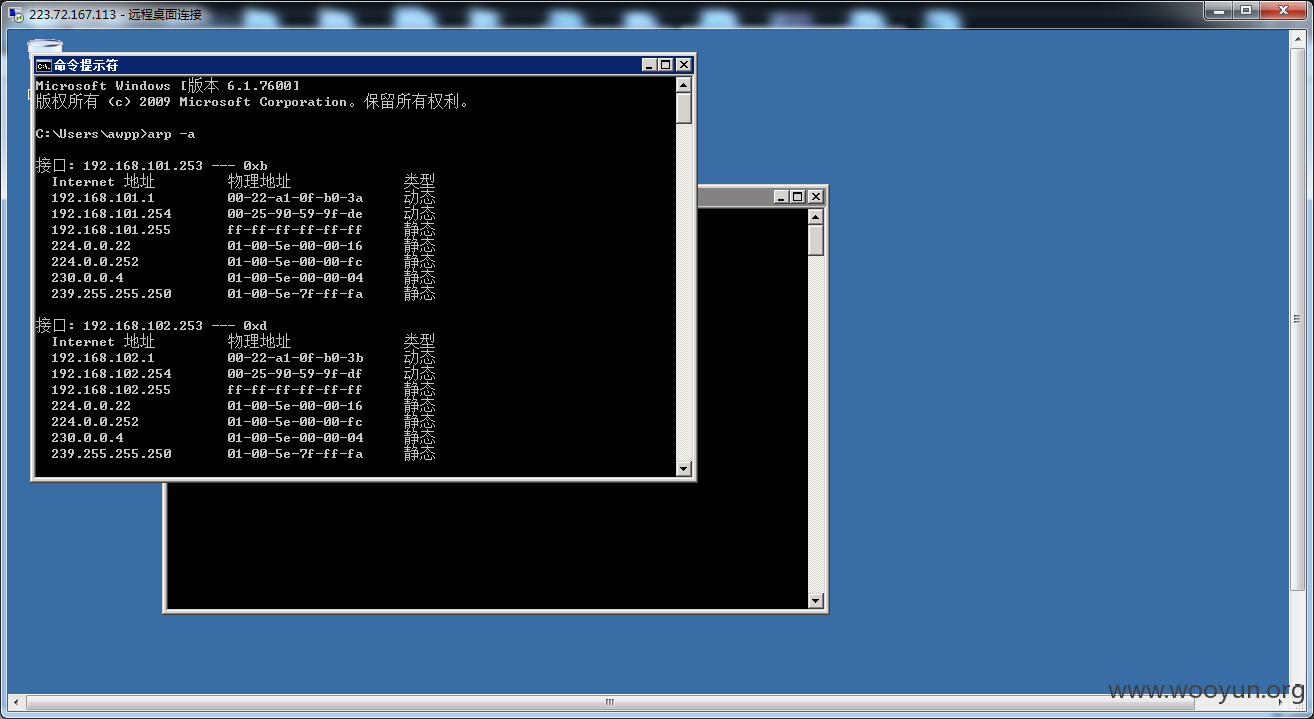 223.72.167.113 - 远程桌面连接
命令提示符
Microsoft Windows [版本 6.1.7600]
版权所有 (c) 2009 Microsoft Corporation。保留所有权利。
C:\Users\awpp>arp -a
接口: 192.168.101.253 --- 0xb
Internet 地址 物理地址 类型
192.168.101.1 00-22-a1-0f-b0-3a 动态
192.168.101.254 00-25-90-59-9f-de 动态
192.168.101.255 ff-ff-ff-ff-ff-ff 静态
224.0.0.22 01-00-5e-00-00-16 静态
224.0.0.252 01-00-5e-00-00-fc 静态
230.0.0.4 01-00-5e-00-00-04 静态
239.255.255.250 01-00-5e-7f-ff-fa 静态
接口: 192.168.102.253 --- 0xd
Internet 地址 物理地址 类型
192.168.102.1 00-22-a1-0f-b0-3b 动态
192.168.102.254 00-25-90-59-9f-df 动态
192.168.102.255 ff-ff-ff-ff-ff-ff 静态
224.0.0.22 01-00-5e-00-00-16 静态
224.0.0.252 01-00-5e-00-00-fc 静态
230.0.0.4 01-00-5e-00-00-04 静态
239.255.255.250 01-00-5e-7f-ff-fa 静态
www.wooyun.org